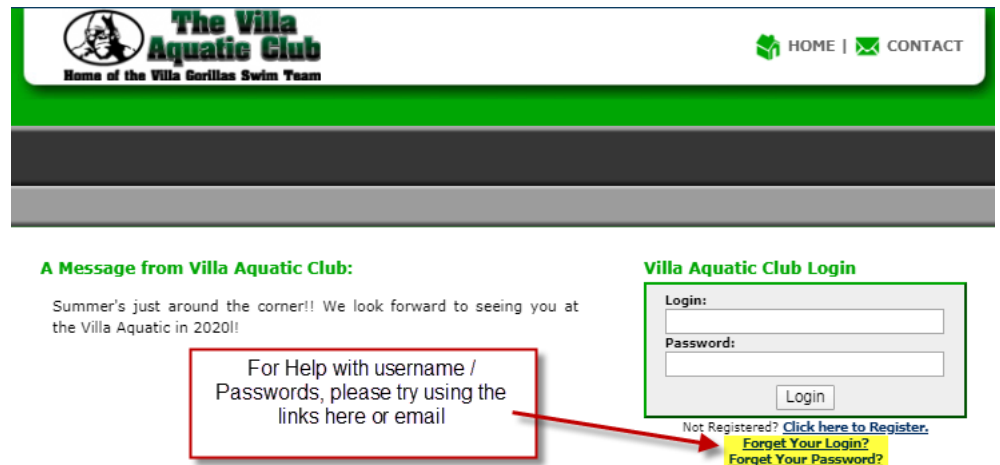 The Villa
Aquatic Club
Home of the Villa Gorillas Swim Team
HOME | CONTACT
A Message from Villa Aquatic Club:
Summer's just around the corner!! We look forward to seeing you at
the Villa Aquatic in 2020l!
For Help with username /
Passwords, please try using the
links here or email
Villa Aquatic Club Login
Login:
Password:
Login
Not Registered? Click here to Register.
Forget Your Login?
Forget Your Password?